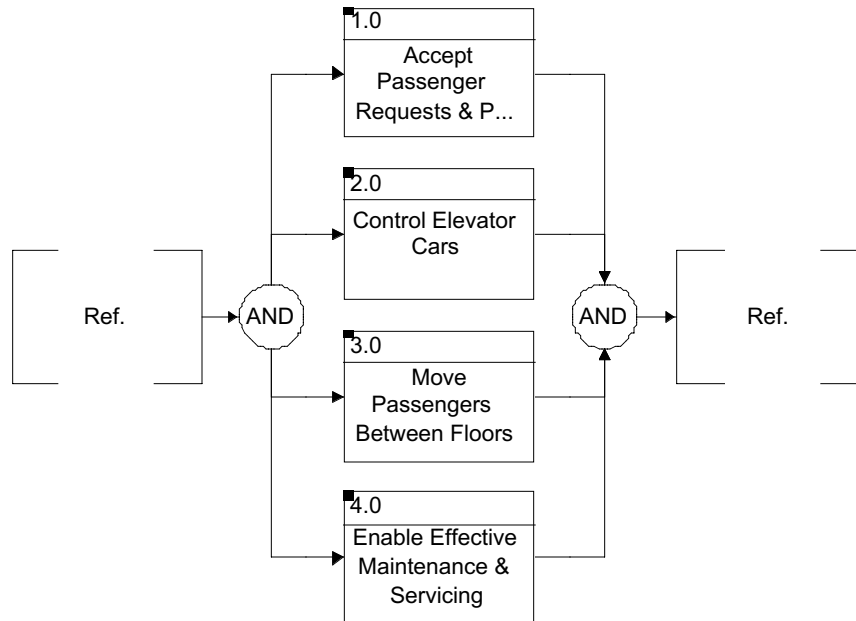 1.0
Accept
Passenger
Requests & P...
2.0
Control Elevator
Cars
Ref.
AND
AND
Ref.
3.0
Move
Passengers
Between Floors
4.0
Enable Effective
Maintenance &
Servicing